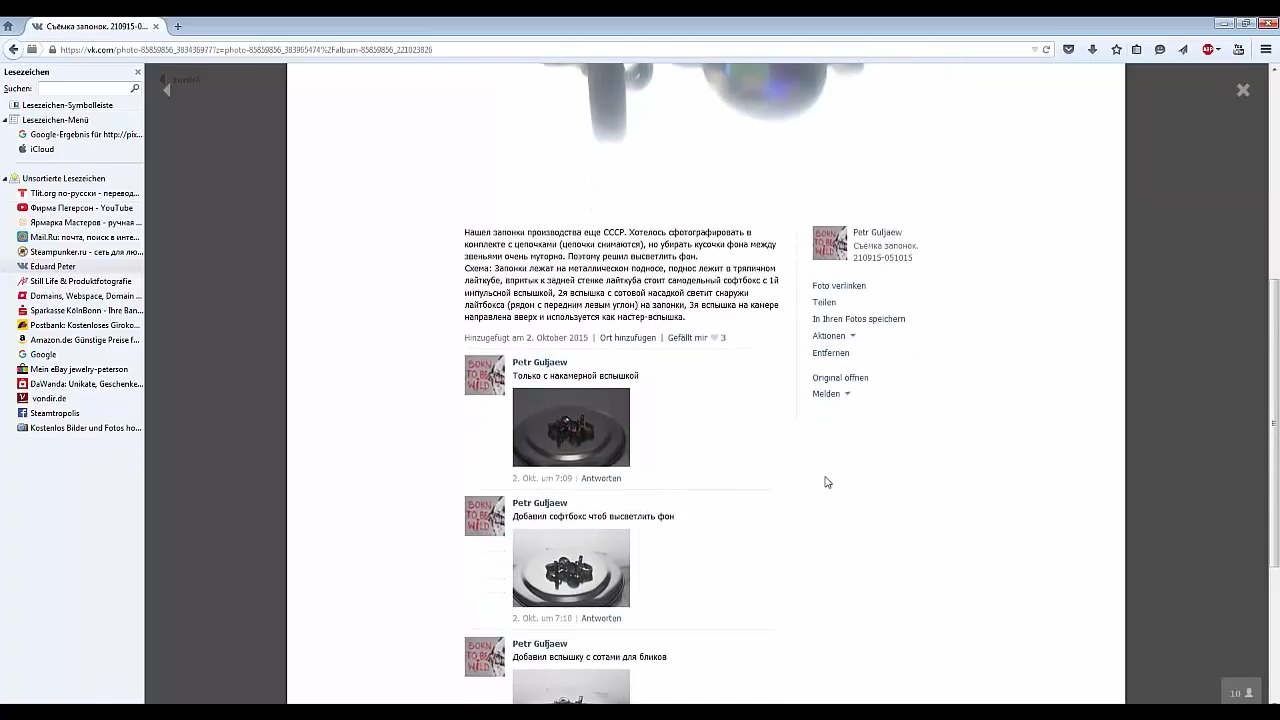 Съёмка запонок. 210915-0...
https://vk.com/photo-85859856_383436977?z=photo-85859856_383965474%2Falbum-85859856_221023826
Lesezeichen
Suchen:
Lesezeichen-Symbolleiste
Lesezeichen-Menü
Google-Ergebnis für http://pix...
iCloud
Unsortierte Lesezeichen
Tlit.org по-русски - перевод...
Фирма Петерсон - YouTube
Ярмарка Мастеров - ручная ...
Mail.Ru: почта, поиск в инте...
Steampunker.ru - сеть для лю...
Eduard Peter
Still Life & Produktfotografie
Domains, Webspace, Domain ...
Sparkasse KölnBonn - Ihre Ban...
Postbank: Kostenloses Giroko...
Amazon.de: Günstige Preise f...
Google
Mein eBay jewelry-peterson
DaWanda: Unikate, Geschenke...
vondir.de
Steamtropolis
Kostenlos Bilder und Fotos ho...
zurück
Нашел запонки производства еще СССР. Хотелось сфотографировать в
комплекте с цепочками (цепочки снимаются), но убирать кусочки фона между
звеньями очень муторно. Поэтому решил высветлить фон.
Схема: Запонки лежат на металлическом подносе, поднос лежит в тряпичном
лайткубе, впритык к задней стенке лайткуба стоит самодельный софтбокс с 1й
импульсной вспышкой, 2я вспышка с сотовой насадкой светит снаружи
лайтбокса (рядом с передним левым углом) на запонки, 3я вспышка на камере
направлена вверх и используется как мастер-вспышка.
Hinzugefügt am 2. Oktober 2015 | Ort hinzufügen | Gefällt mir 3
Petr Guljaew
Съёмка запонок.
210915-051015
Foto verlinken
Teilen
In Ihren Fotos speichern
Aktionen
Entfernen
Original öffnen
Melden
Petr Guljaew
Только с накамерной вспышкой
2. Okt. um 7:09 | Antworten
Petr Guljaew
Добавил софтбокс чтоб высветлить фон
2. Okt. um 7:10 | Antworten
Petr Guljaew
Добавил вспышку с сотами для бликов
BORN TO BE WILD
10